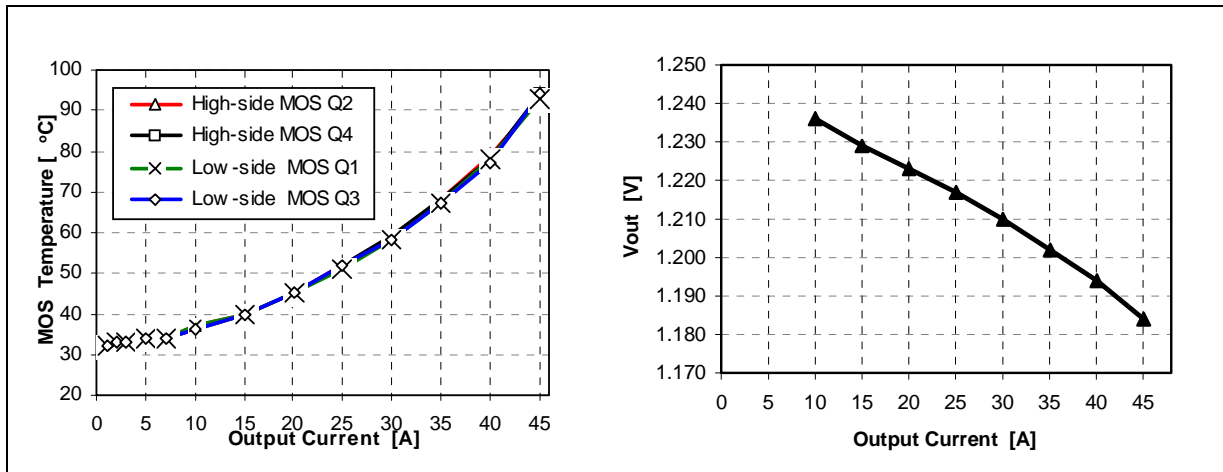 100
90
80
70
60
50
40
30
20
MOS Temperature [ °C]
High-side MOS Q2
High-side MOS Q4
Low -side MOS Q1
Low -side MOS Q3
0 5 10 15 20 25 30 35 40 45
Output Current [A]
1.250
1.240
1.230
1.220
1.210
1.200
1.190
1.180
1.170
Vout [V]
0 5 10 15 20 25 30 35 40 45
Output Current [A]